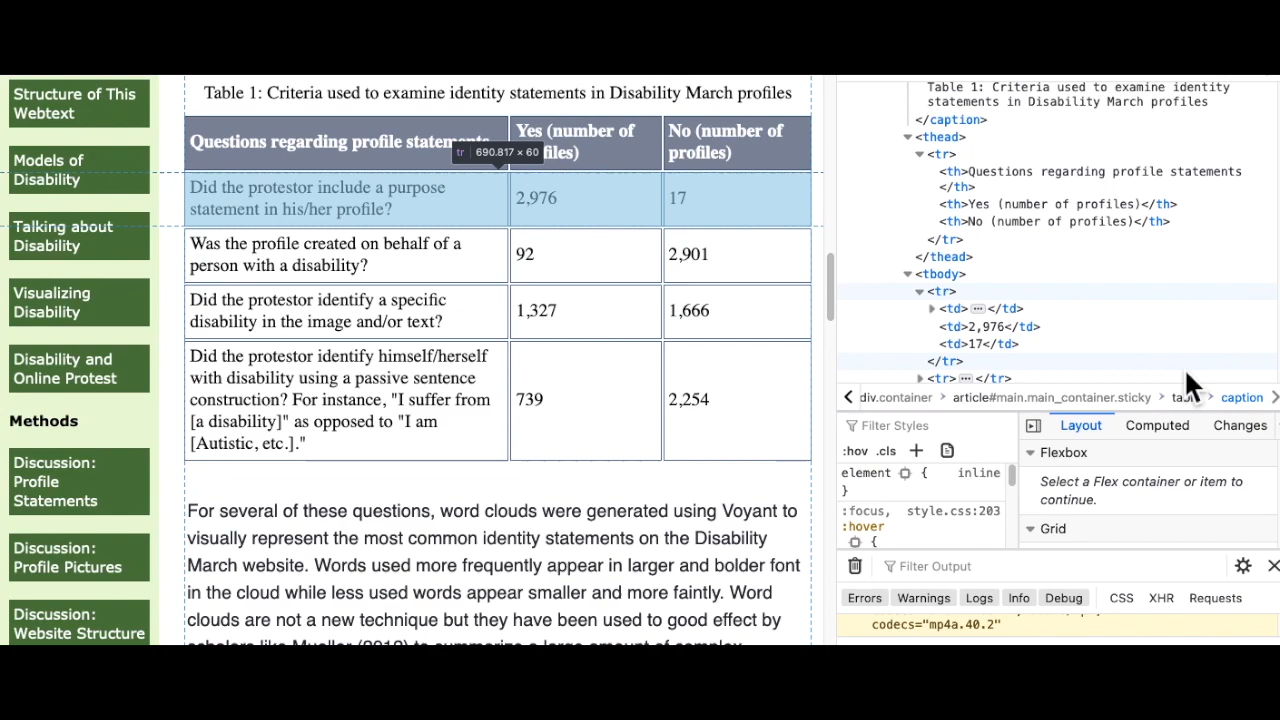 Structure of This
Webtext
Models of
Disability
Talking about
Disability
Visualizing
Disability
Disability and
Online Protest
Methods
Discussion:
Profile
Statements
Discussion:
Profile Pictures
Discussion:
Website Structure
Table 1: Criteria used to examine identity statements in Disability March profiles
Questions regarding profile statements
Yes (number of
No (number of
profiles)
tr 690.817 × 60
Did the protestor include a purpose
statement in his/her profile?
2,976
17
Was the profile created on behalf of a
person with a disability?
92
2,901
Did the protestor identify a specific
disability in the image and/or text?
1,327
1,666
Did the protestor identify himself/herself
with disability using a passive sentence
construction? For instance, "I suffer from
[a disability]" as opposed to "I am
[Autistic, etc.]."
739
2,254
For several of these questions, word clouds were generated using Voyant to
visually represent the most common identity statements on the Disability
March website. Words used more frequently appear in larger and bolder font
in the cloud while less used words appear smaller and more faintly. Word
clouds are not a new technique but they have been used to good effect by
Table 1: Criteria used to examine identity
statements in Disability March profiles
</caption>
<thead>
<tr>
<th>Questions regarding profile statements
</th>
<th>Yes (number of profiles)</th>
<th>No (number of profiles)</th>
</tr>
</thead>
<tbody>
<tr>
<td>…</td>
<td>2,976</td>
<td>17</td>
</tr>
<tr>…</tr>
div.container > article#main.main_container.sticky > > caption
Filter Styles
:hov .cls +
element { inline
}
:focus, style.css:203
:hover
{
Layout Computed Changes
Flexbox
Select a Flex container or item to
continue.
Grid
Filter Output
Errors Warnings Logs Info Debug CSS XHR Requests
codecs="mp4a.40.2"